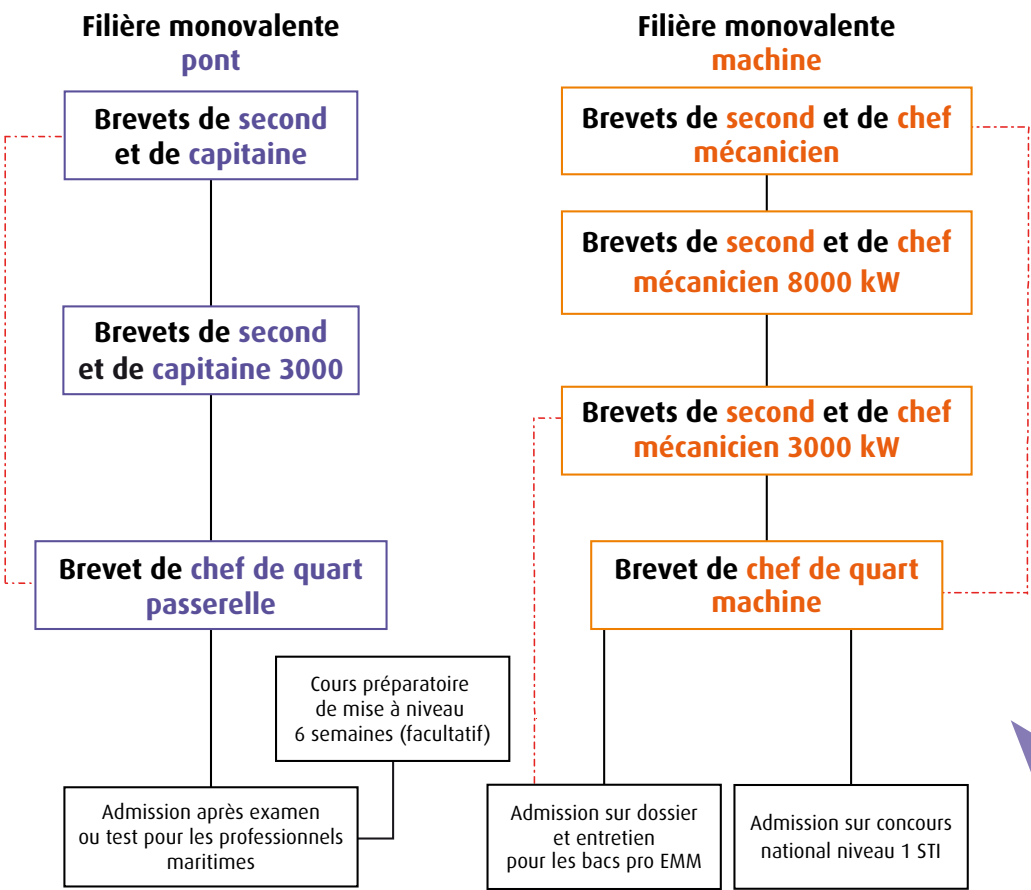 Filière monovalente
pont
Brevets de second
et de capitaine
Brevets de second
et de capitaine 3000
Brevet de chef de quart
passerelle
Cours préparatoire
de mise à niveau
6 semaines (facultatif)
Admission après examen
ou test pour les professionnels
maritimes
Filière monovalente
machine
Brevets de second et de chef
mécanicien
Brevets de second et de chef
mécanicien 8000 kW
Brevets de second et de chef
mécanicien 3000 kW
Brevet de chef de quart
machine
Admission sur dossier
et entretien
pour les bacs pro EMM
Admission sur concours
national niveau 1 STI